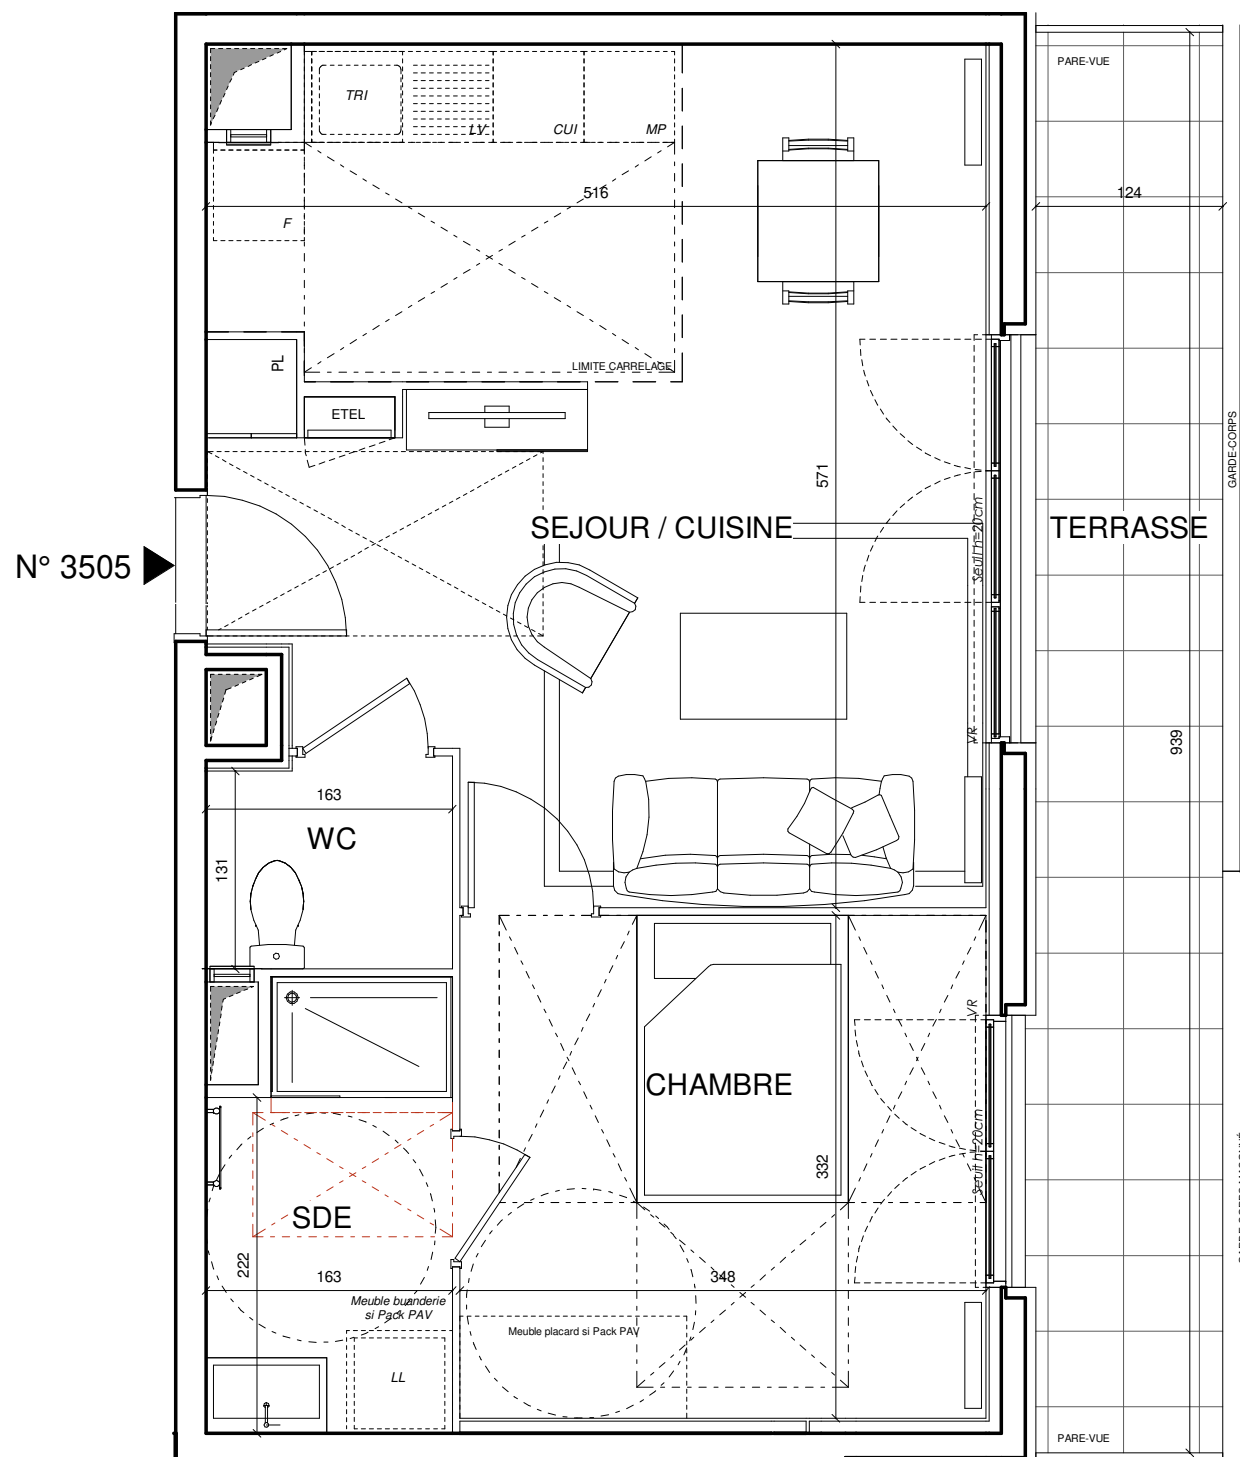 PARE-VUE
TRI
LV
CUI
MP
516
124
F
LIMITE CARRELAGE
PL
ETEL
GARDE-CORPS
571
SEJOUR / CUISINE
TERRASSE
Seuil h=20cm
N° 3505
VR
939
163
WC
131
VR
CHAMBRE
Seuil h=20cm
332
SDE
222
163
348
Meuble buanderie
si Pack PAV
Meuble placard si Pack PAV
LL
PARE-VUE